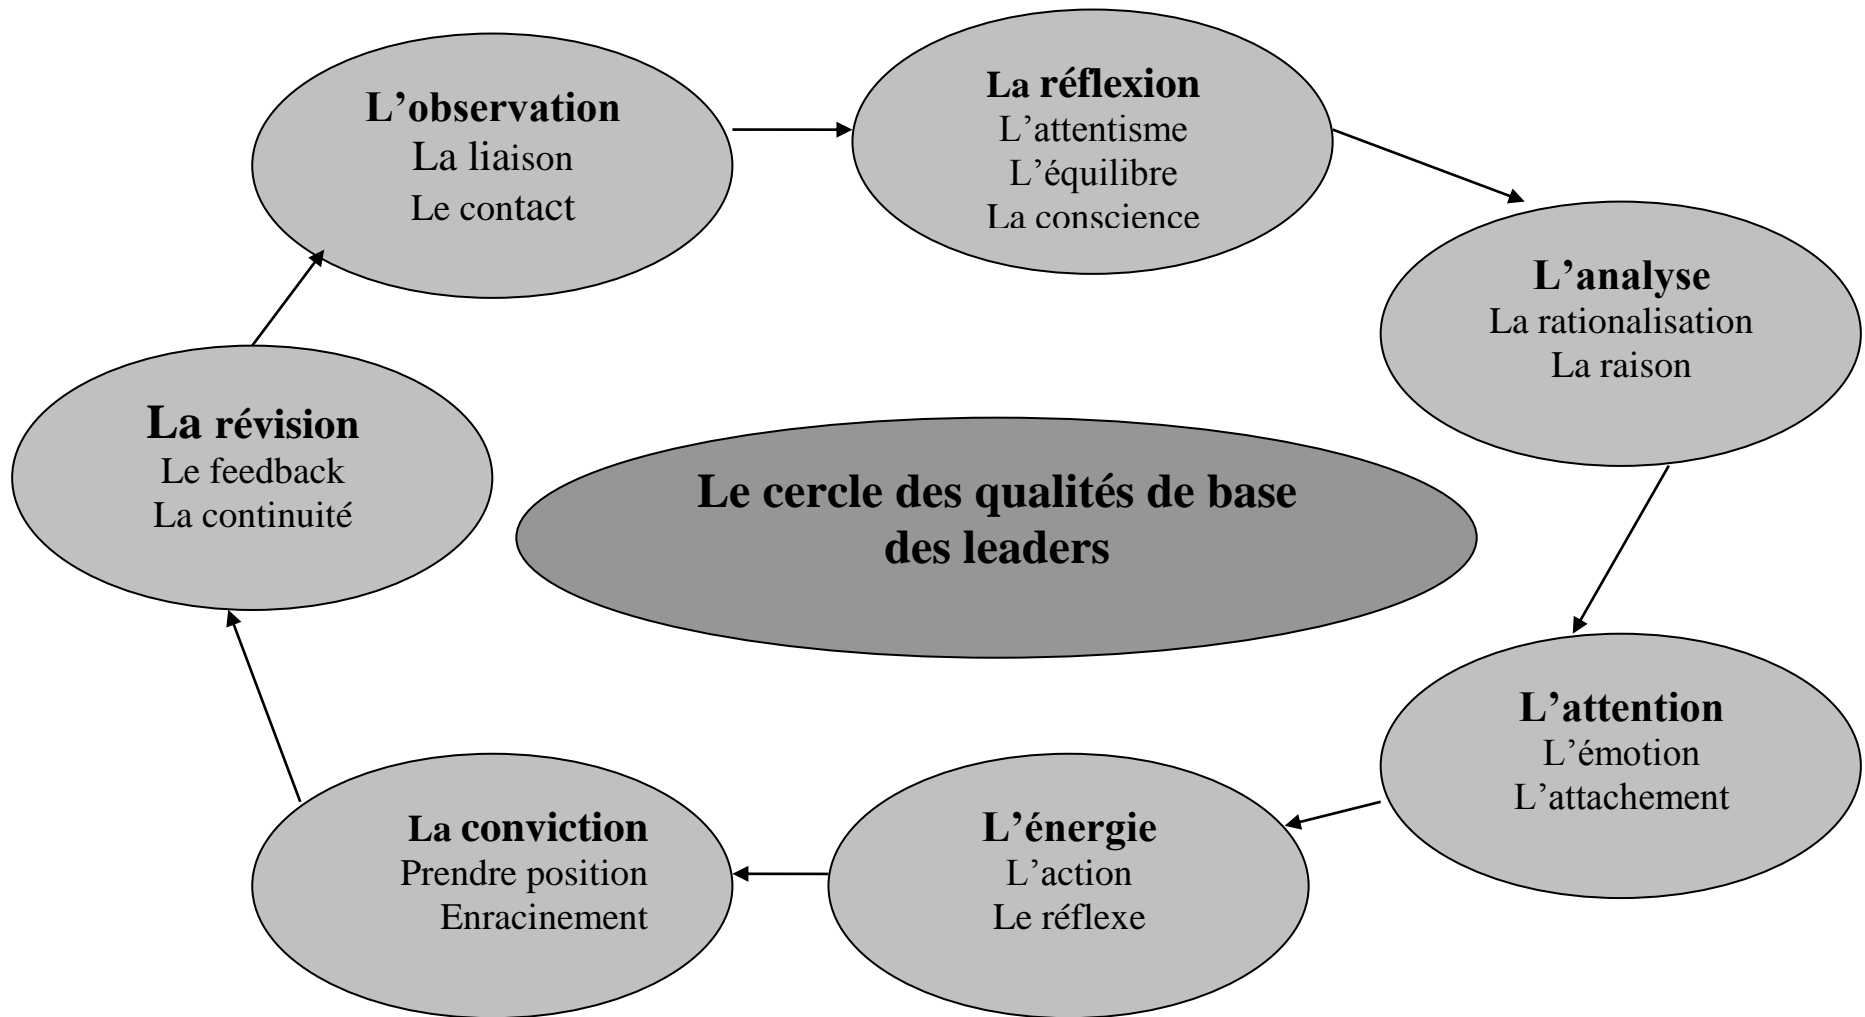 L’observation
La liaison
Le contact
La réflexion
L’attentisme
L’équilibre
La conscience
L’analyse
La rationalisation
La raison
La révision
Le feedback
La continuité
Le cercle des qualités de base
des leaders
L’attention
L’émotion
L’attachement
La conviction
Prendre position
Enracinement
L’énergie
L’action
Le réflexe